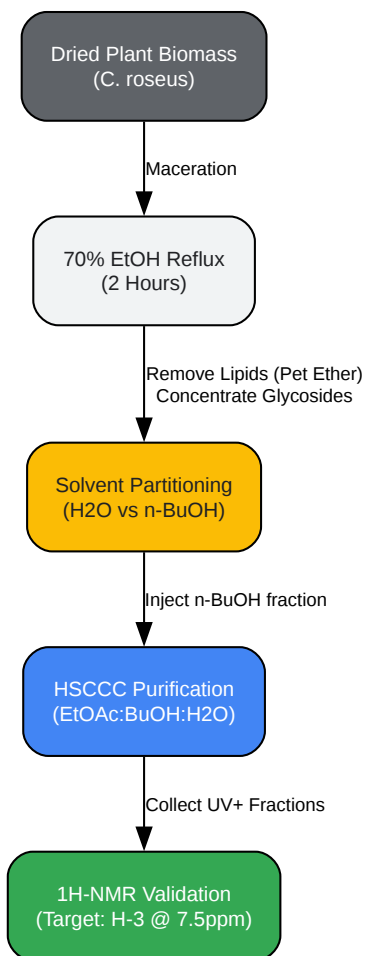 Dried Plant Biomass
(C. roseus)
Maceration
70% EtOH Reflux
(2 Hours)
Remove Lipids (Pet Ether)
Concentrate Glycosides
Solvent Partitioning
(H2O vs n-BuOH)
Inject n-BuOH fraction
HSCCC Purification
(EtOAc:BuOH:H2O)
Collect UV+ Fractions
1H-NMR Validation
(Target: H-3 @ 7.5ppm)